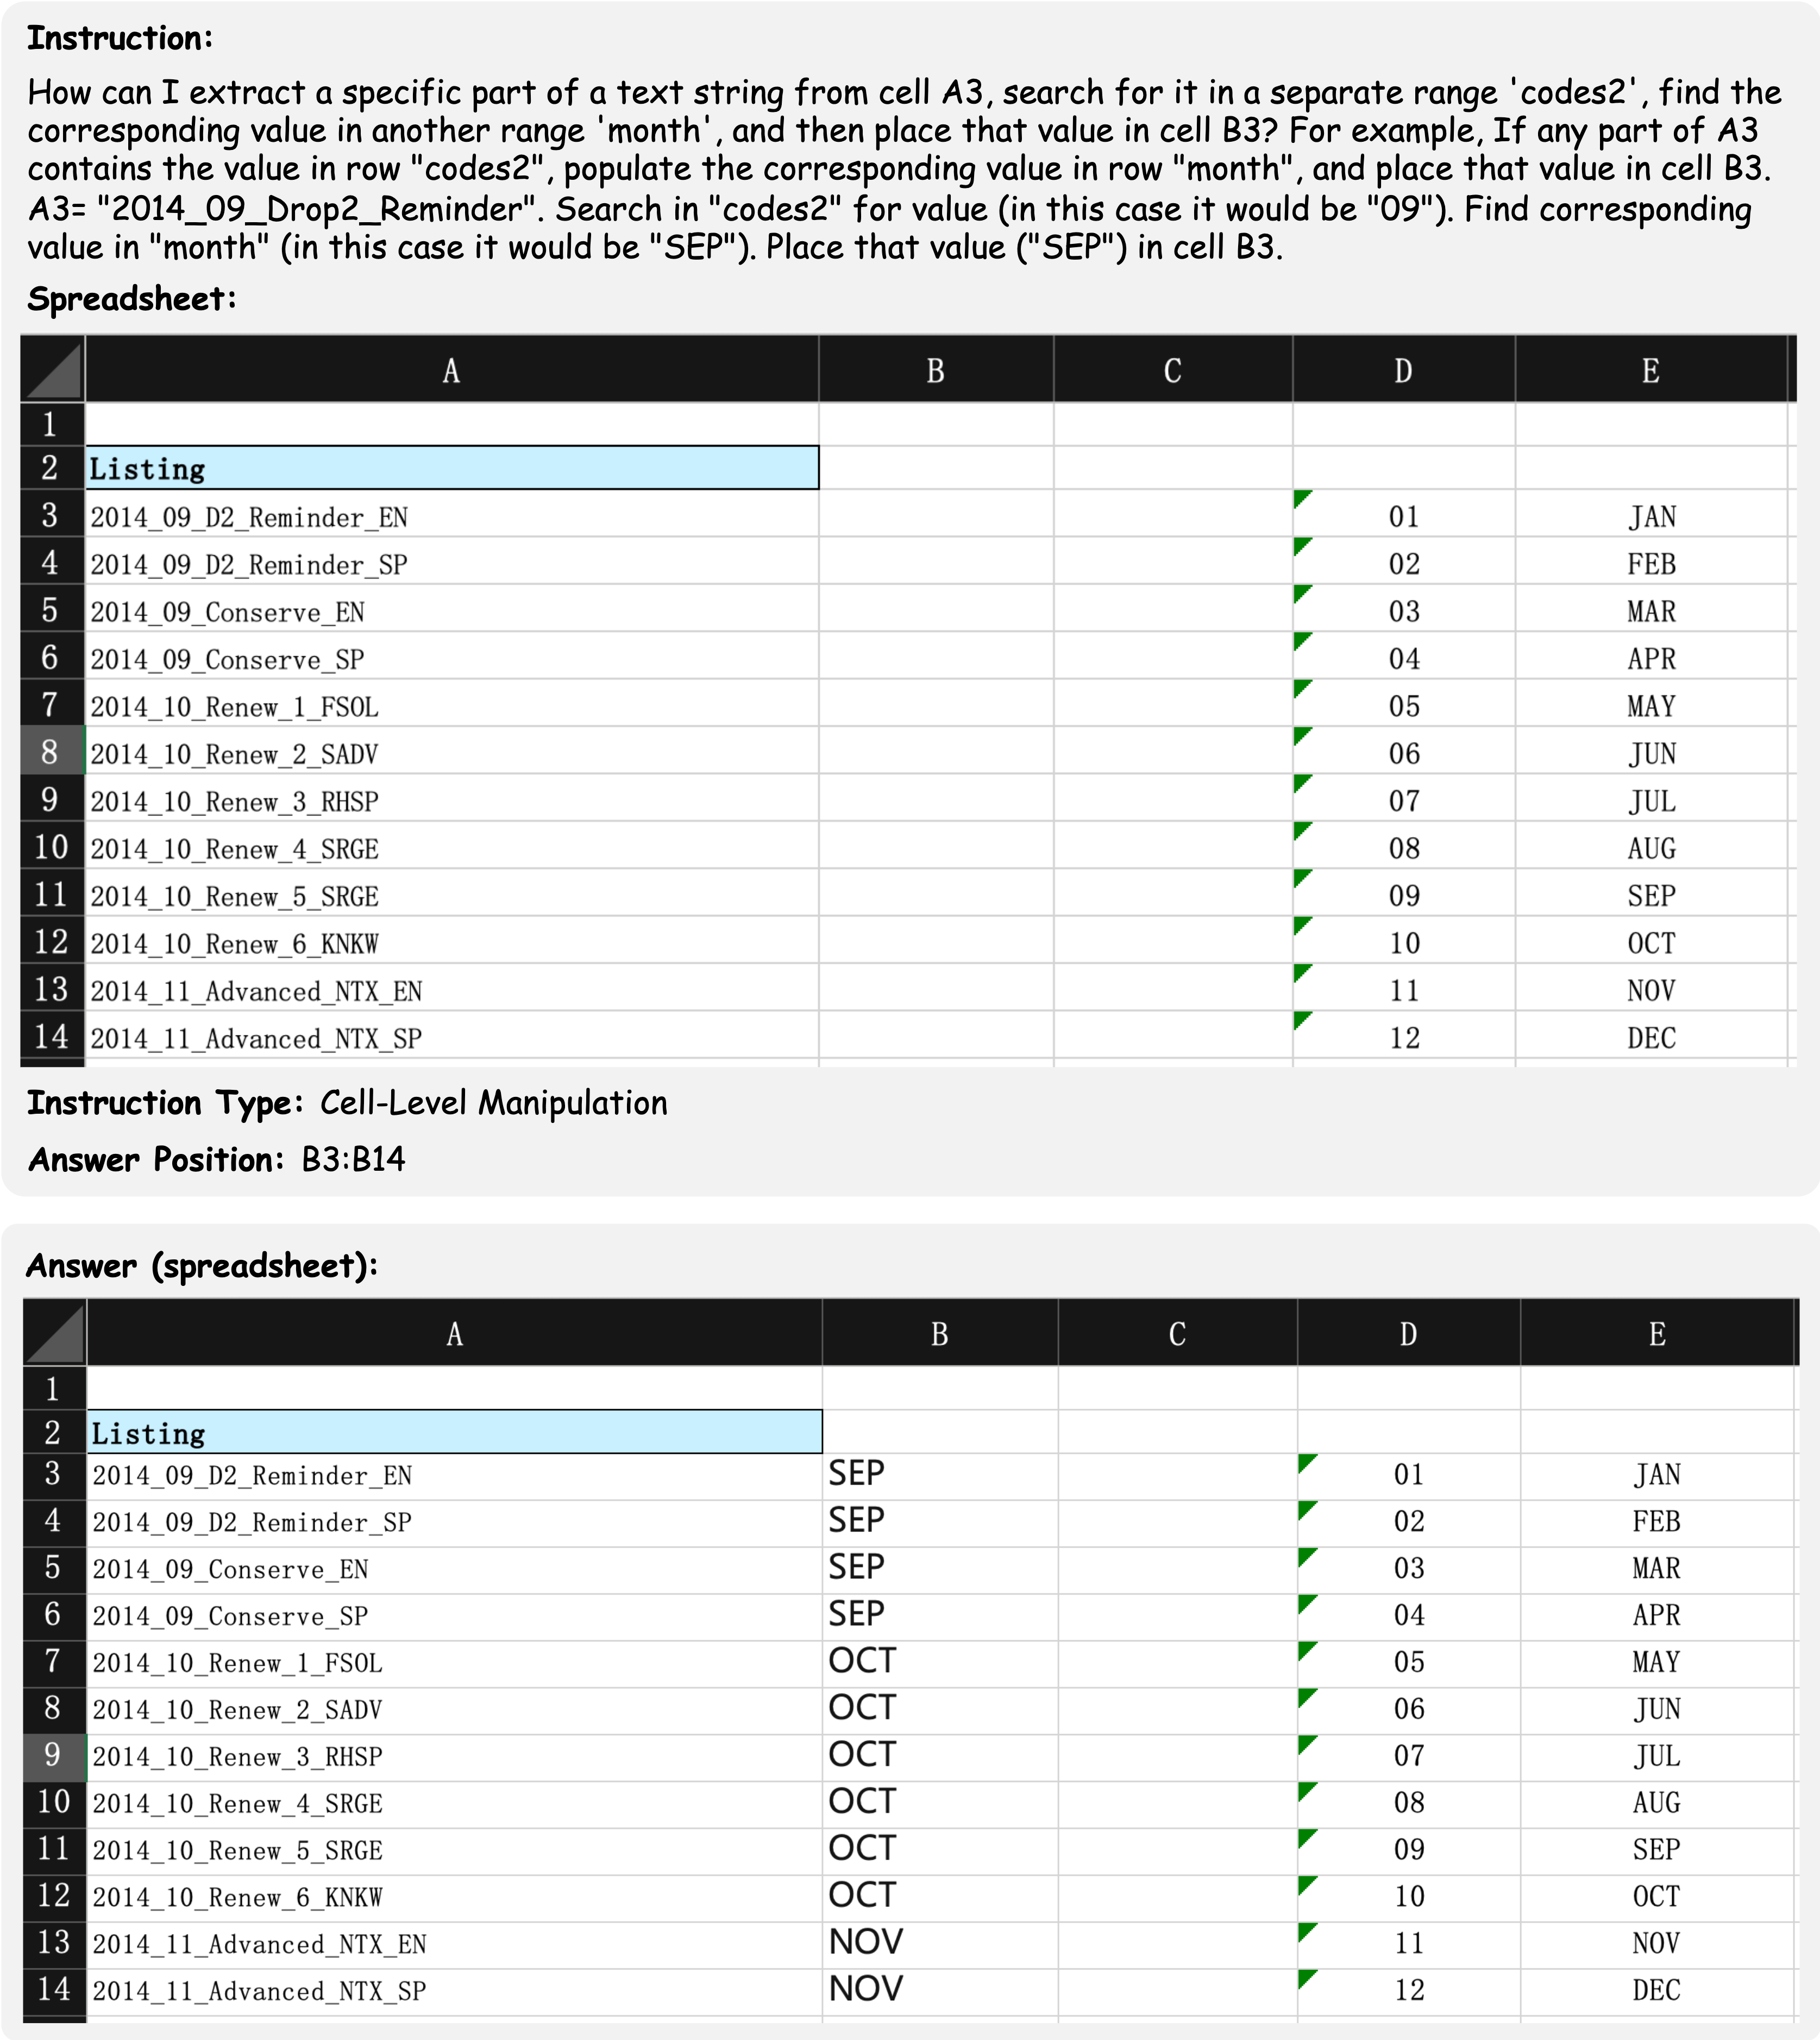 Instruction:
How can I extract a specific part of a text string from cell A3, search for it in a separate range 'codes2', find the
corresponding value in another range 'month', and then place that value in cell B3? For example, If any part of A3
contains the value in row "codes2", populate the corresponding value in row "month", and place that value in cell B3.
A3= "2014_09_Drop2_Reminder". Search in "codes2" for value (in this case it would be "09"). Find corresponding
value in "month" (in this case it would be "SEP"). Place that value ("SEP") in cell B3.
Spreadsheet:
A B C D E
1
2 Listing
3 2014_09_D2_Reminder_EN 01 JAN
4 2014_09_D2_Reminder_SP 02 FEB
5 2014_09_Conserve_EN 03 MAR
6 2014_09_Conserve_SP 04 APR
7 2014_10_Renew_1_FSOL 05 MAY
8 2014_10_Renew_2_SADV 06 JUN
9 2014_10_Renew_3_RHSP 07 JUL
10 2014_10_Renew_4_SRGE 08 AUG
11 2014_10_Renew_5_SRGE 09 SEP
12 2014_10_Renew_6_KNKW 10 OCT
13 2014_11_Advanced_NTX_EN 11 NOV
14 2014_11_Advanced_NTX_SP 12 DEC
Instruction Type: Cell-Level Manipulation
Answer Position: B3:B14
Answer (spreadsheet):
A B C D E
1
2 Listing
3 2014_09_D2_Reminder_EN SEP 01 JAN
4 2014_09_D2_Reminder_SP SEP 02 FEB
5 2014_09_Conserve_EN SEP 03 MAR
6 2014_09_Conserve_SP SEP 04 APR
7 2014_10_Renew_1_FSOL OCT 05 MAY
8 2014_10_Renew_2_SADV OCT 06 JUN
9 2014_10_Renew_3_RHSP OCT 07 JUL
10 2014_10_Renew_4_SRGE OCT 08 AUG
11 2014_10_Renew_5_SRGE OCT 09 SEP
12 2014_10_Renew_6_KNKW OCT 10 OCT
13 2014_11_Advanced_NTX_EN NOV 11 NOV
14 2014_11_Advanced_NTX_SP NOV 12 DEC